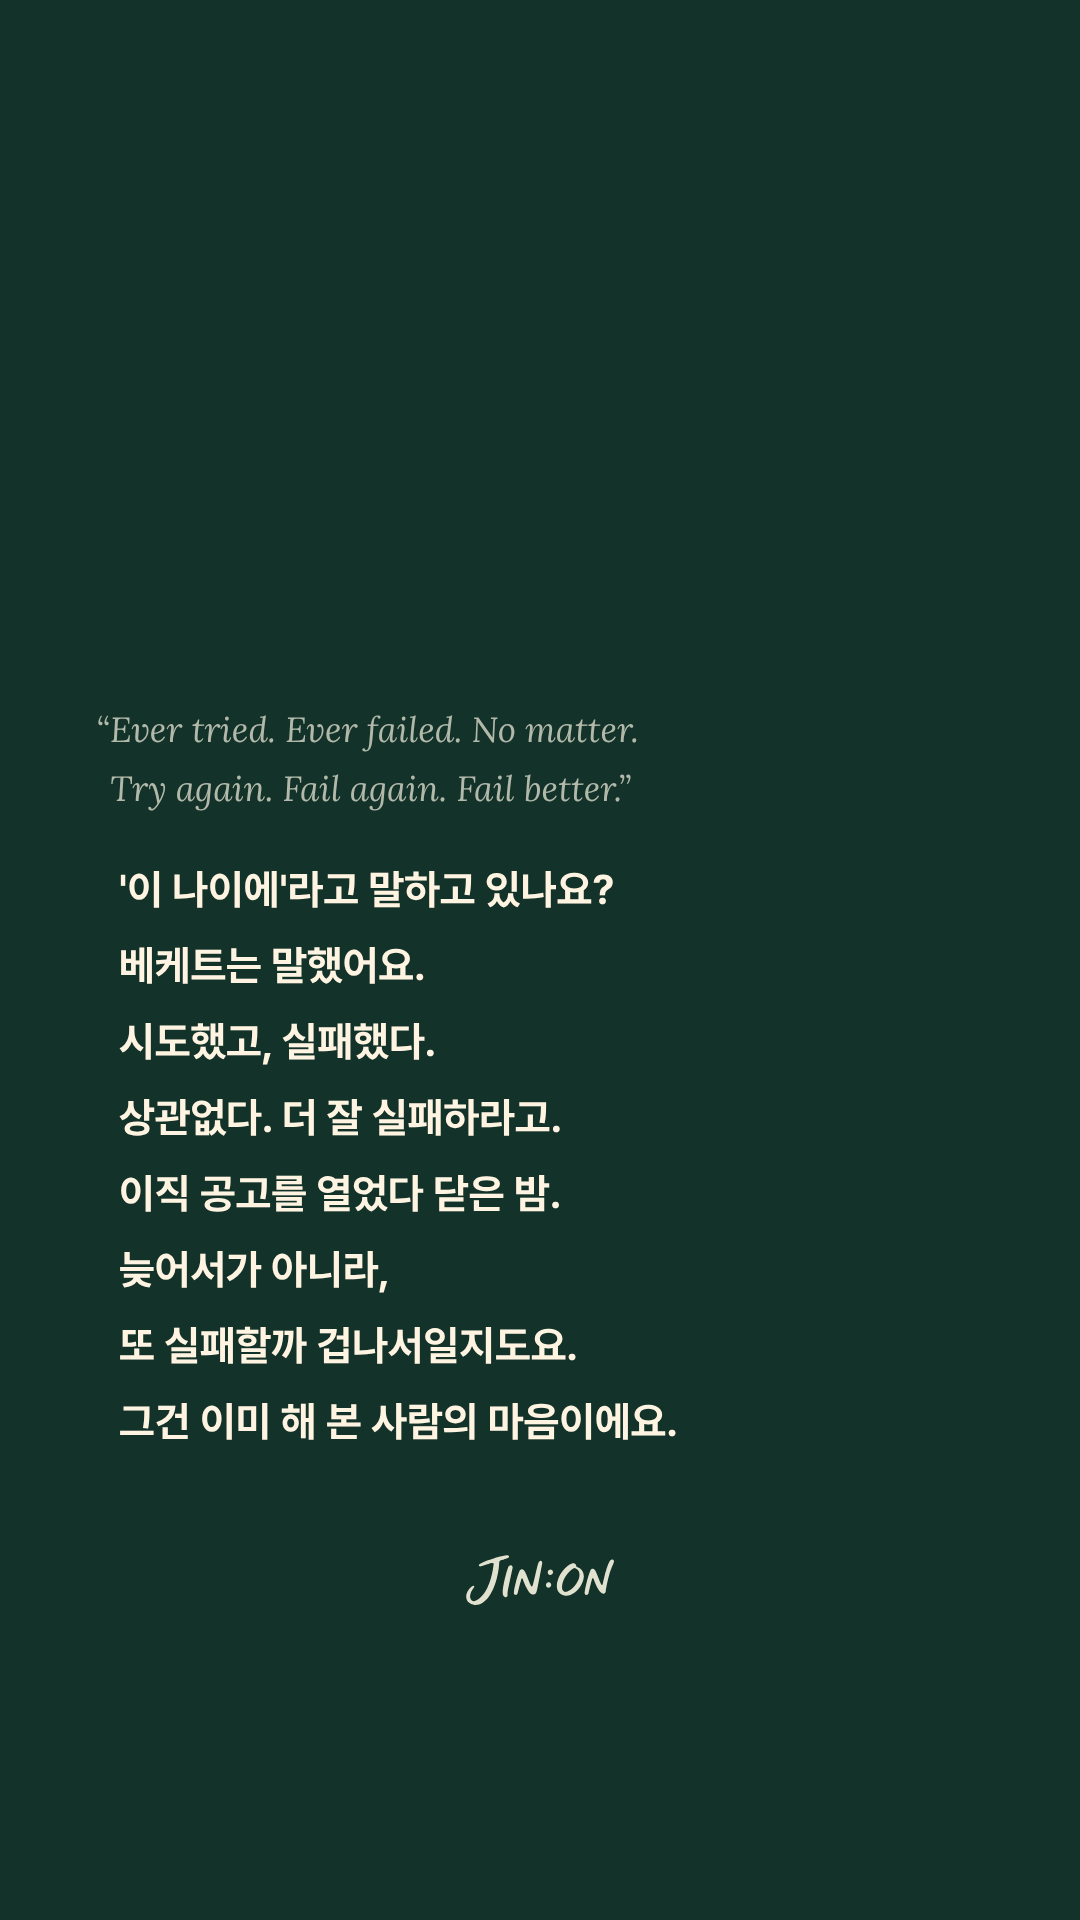 “Ever tried. Ever failed. No matter.
Try again. Fail again. Fail better.”
'이 나이에'라고 말하고 있나요?
베케트는 말했어요.
시도했고, 실패했다.
상관없다. 더 잘 실패하라고.
이직 공고를 열었다 닫은 밤.
늦어서가 아니라,
또 실패할까 겁나서일지도요.
그건 이미 해 본 사람의 마음이에요.
JIN:ON